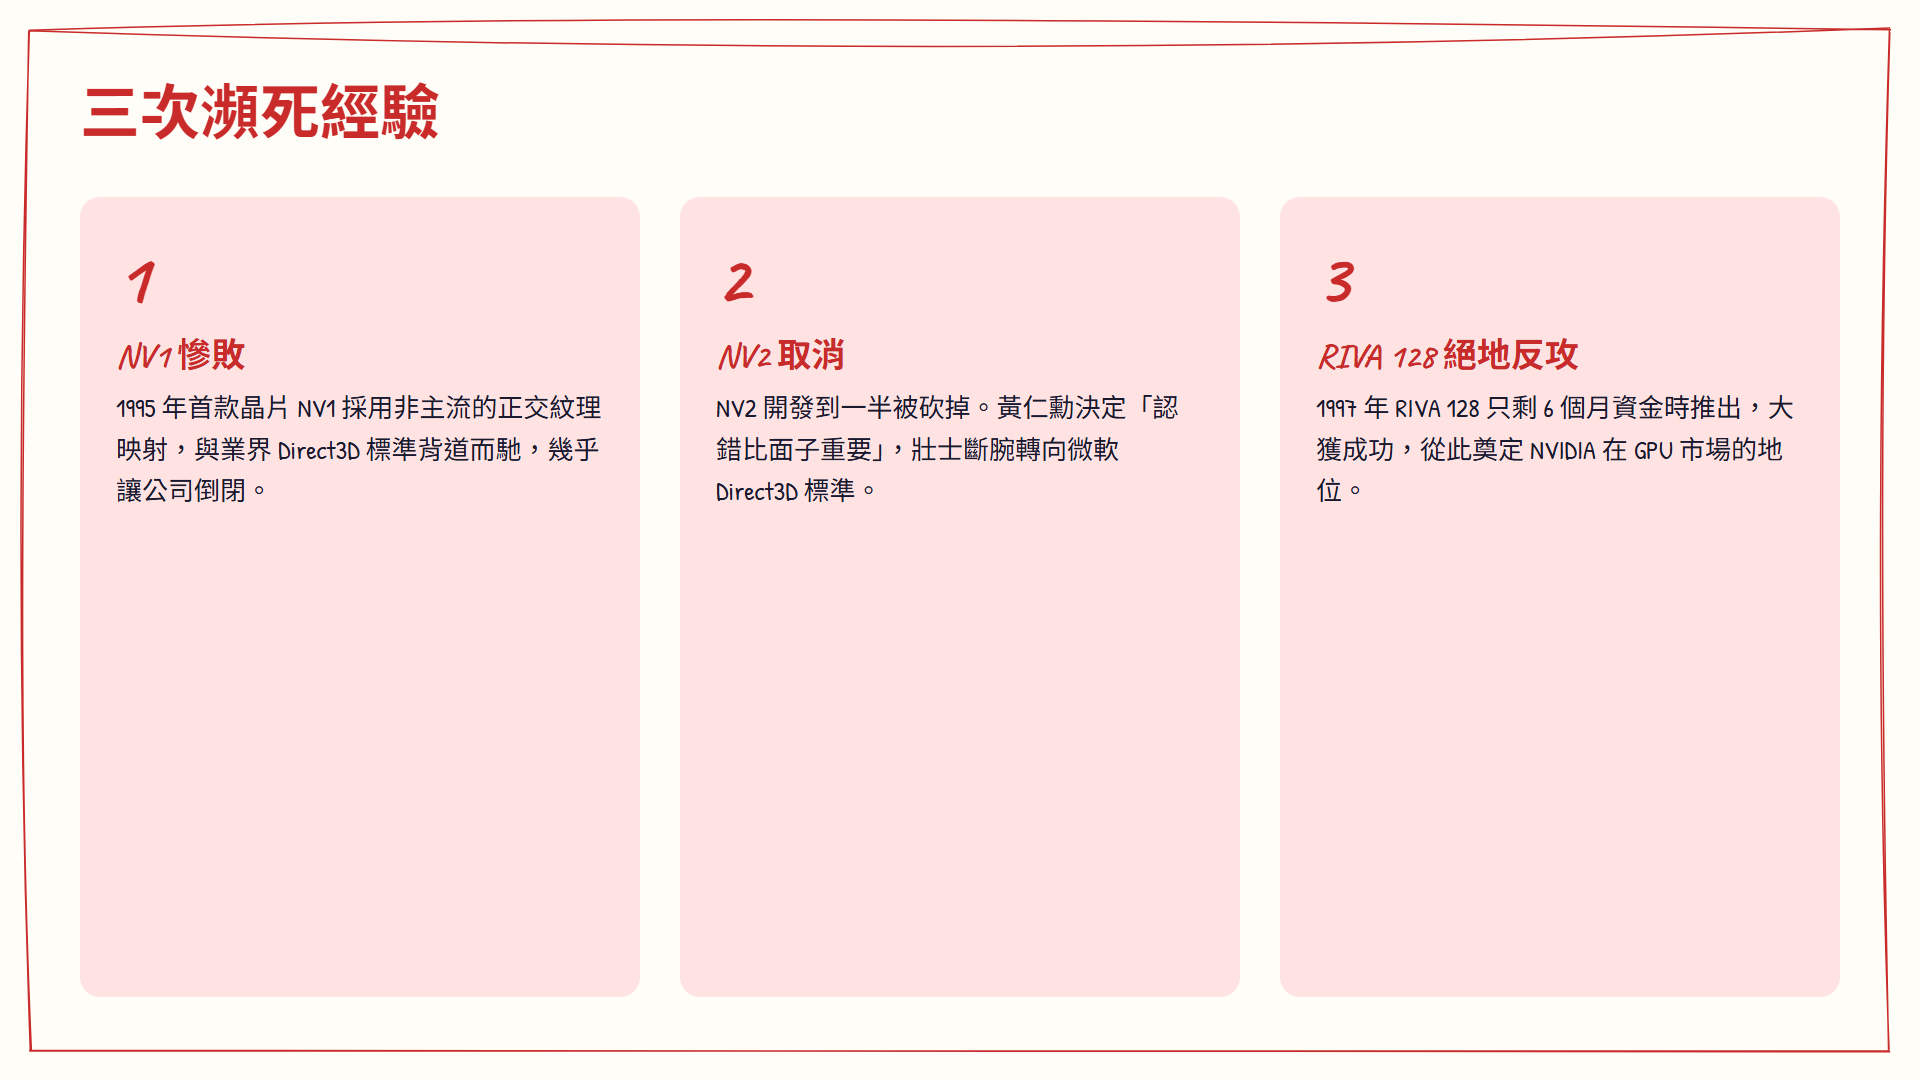 三次瀕死經驗
1
NV1 慘敗
1995 年首款晶片 NV1 採用非主流的正交紋理
映射，與業界 Direct3D 標準背道而馳，幾乎
讓公司倒閉。
2
NV2 取消
NV2 開發到一半被砍掉。黃仁勳決定「認
錯比面子重要」，壯士斷腕轉向微軟
Direct3D 標準。
3
RIVA 128 絕地反攻
1997 年 RIVA 128 只剩 6 個月資金時推出，大
獲成功，從此奠定 NVIDIA 在 GPU 市場的地
位。